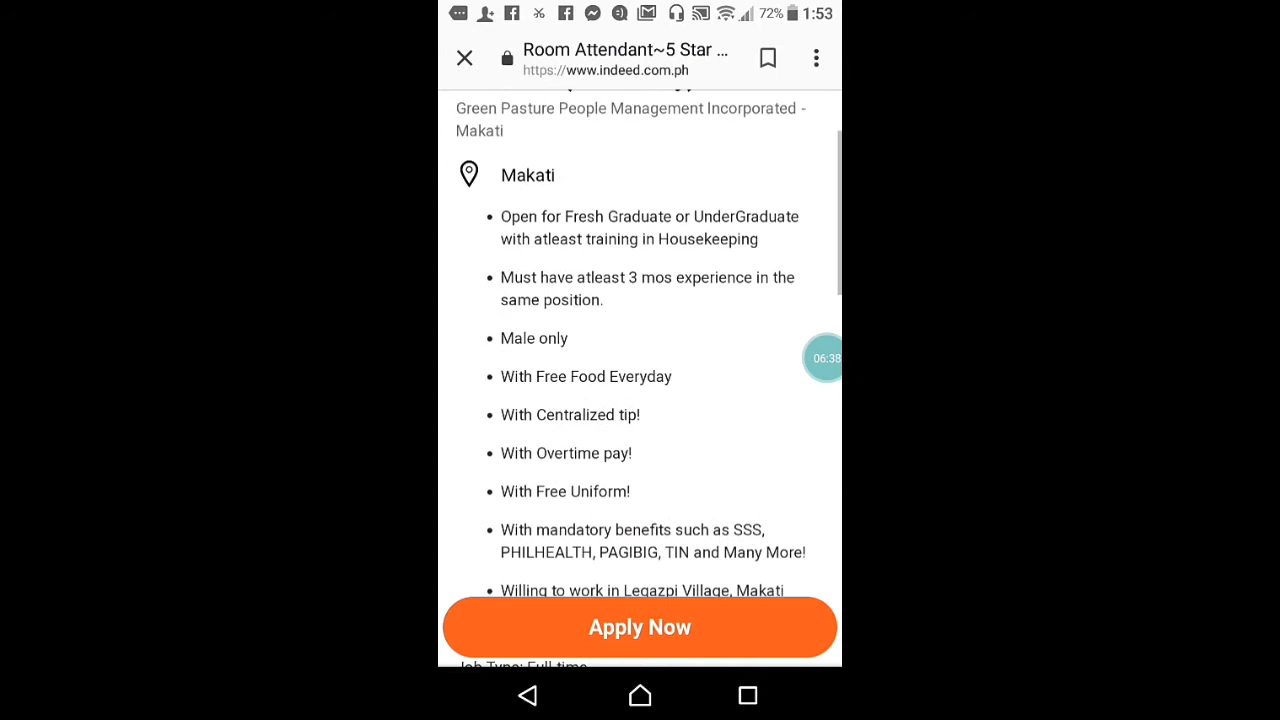 72% 1:53
Room Attendant~5 Star ...
https://www.indeed.com.ph
Green Pasture People Management Incorporated -
Makati
Makati
• Open for Fresh Graduate or UnderGraduate
with atleast training in Housekeeping
• Must have atleast 3 mos experience in the
same position.
• Male only
• With Free Food Everyday
06:38
• With Centralized tip!
• With Overtime pay!
• With Free Uniform!
• With mandatory benefits such as SSS,
PHILHEALTH, PAGIBIG, TIN and Many More!
• Willing to work in Legazpi Village, Makati
Apply Now
Job Type: Full-time